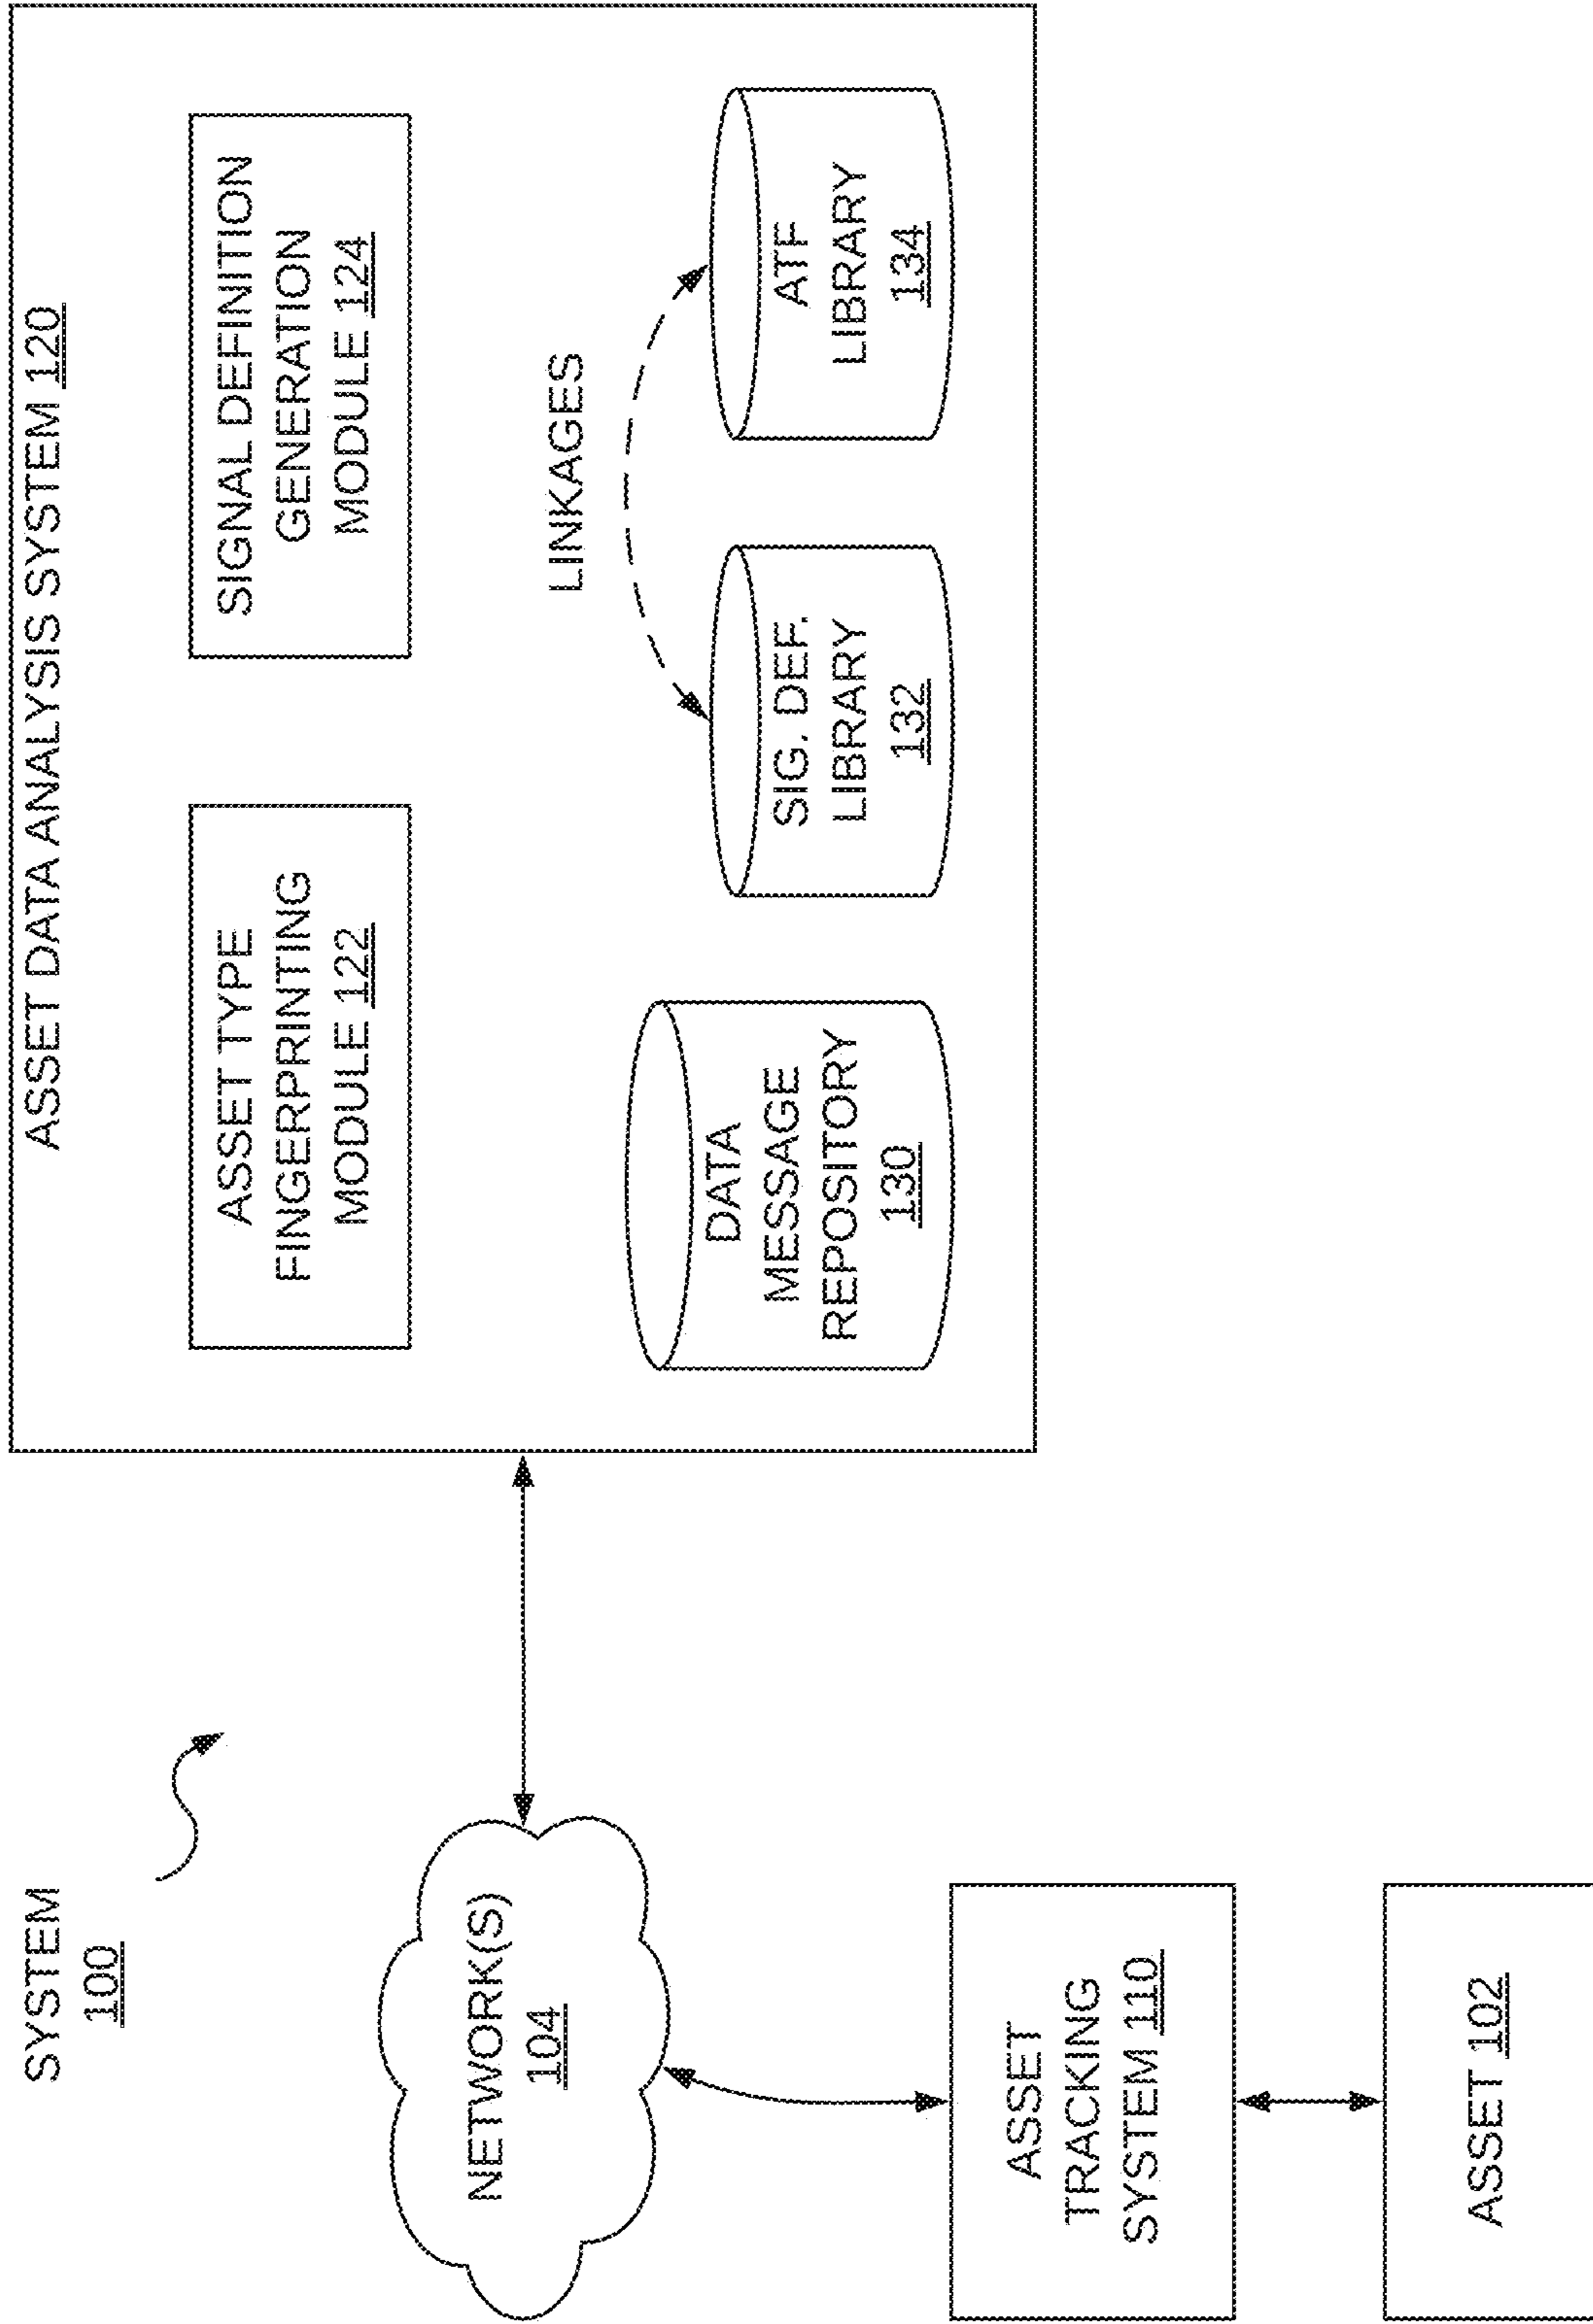 SYSTEM
100
NETWORK(S)
104
ASSET
TRACKING
SYSTEM 110
ASSET 102
ASSET DATA ANALYSIS SYSTEM 120
ASSET TYPE
FINGERPRINTING
MODULE 122
SIGNAL DEFINITION
GENERATION
MODULE 124
DATA
MESSAGE
REPOSITORY
130
LINKAGES
SIG. DEF.
LIBRARY
132
ATF
LIBRARY
134